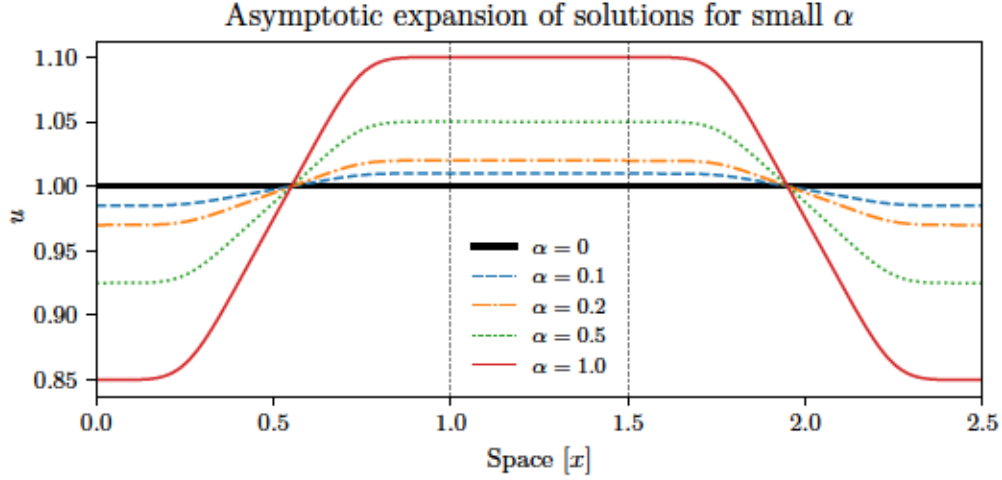 Asymptotic expansion of solutions for small α
1.10
1.05
1.00
0.95
0.90
0.85
u
α = 0
α = 0.1
α = 0.2
α = 0.5
α = 1.0
0.0 0.5 1.0 1.5 2.0 2.5
Space [x]